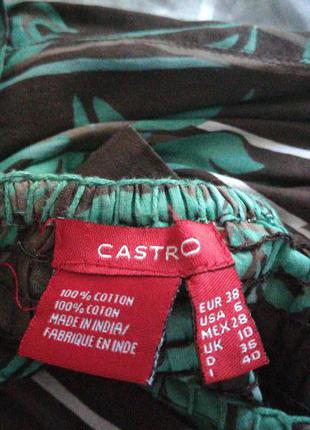 CASTRO
100% COTTON
100% COTON
MADE IN INDIA/
FABRIQUE EN INDE
EUR 38
USA 6
MEX 28
UK 10
D 36
I 40